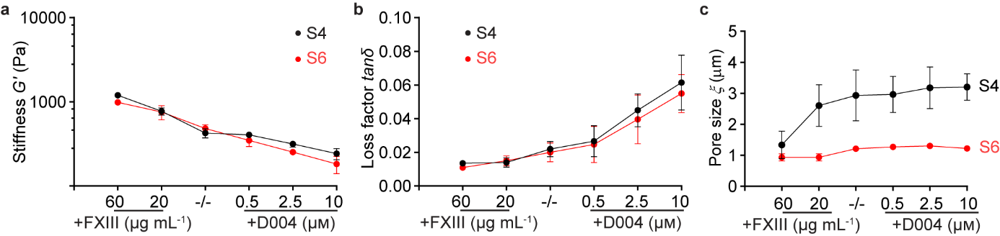 a
10000
1000
Stiffness G′ (Pa)
S4
S6
60 20 -/- 0.5 2.5 10
+FXIII (µg mL⁻¹) +D004 (µM)
b
0.10
0.08
0.06
0.04
0.02
0.00
Loss factor tanδ
S4
S6
60 20 -/- 0.5 2.5 10
+FXIII (µg mL⁻¹) +D004 (µM)
c
5
4
3
2
1
0
Pore size ξ (µm)
S4
S6
60 20 -/- 0.5 2.5 10
+FXIII (µg mL⁻¹) +D004 (µM)